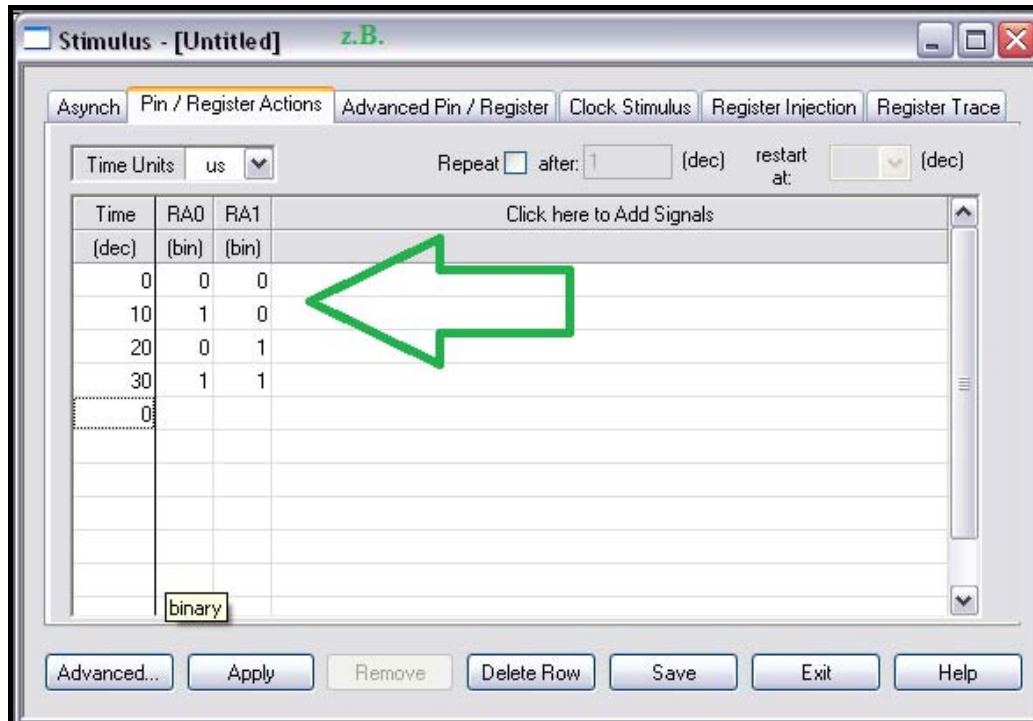 Stimulus - [Untitled] z.B.
Asynch Pin / Register Actions Advanced Pin / Register Clock Stimulus Register Injection Register Trace
Time Units us Repeat after: 1 (dec) restart at: (dec)
Time RA0 RA1 Click here to Add Signals
(dec) (bin) (bin)
0 0 0
10 1 0
20 0 1
30 1 1
0
binary
Advanced... Apply Remove Delete Row Save Exit Help